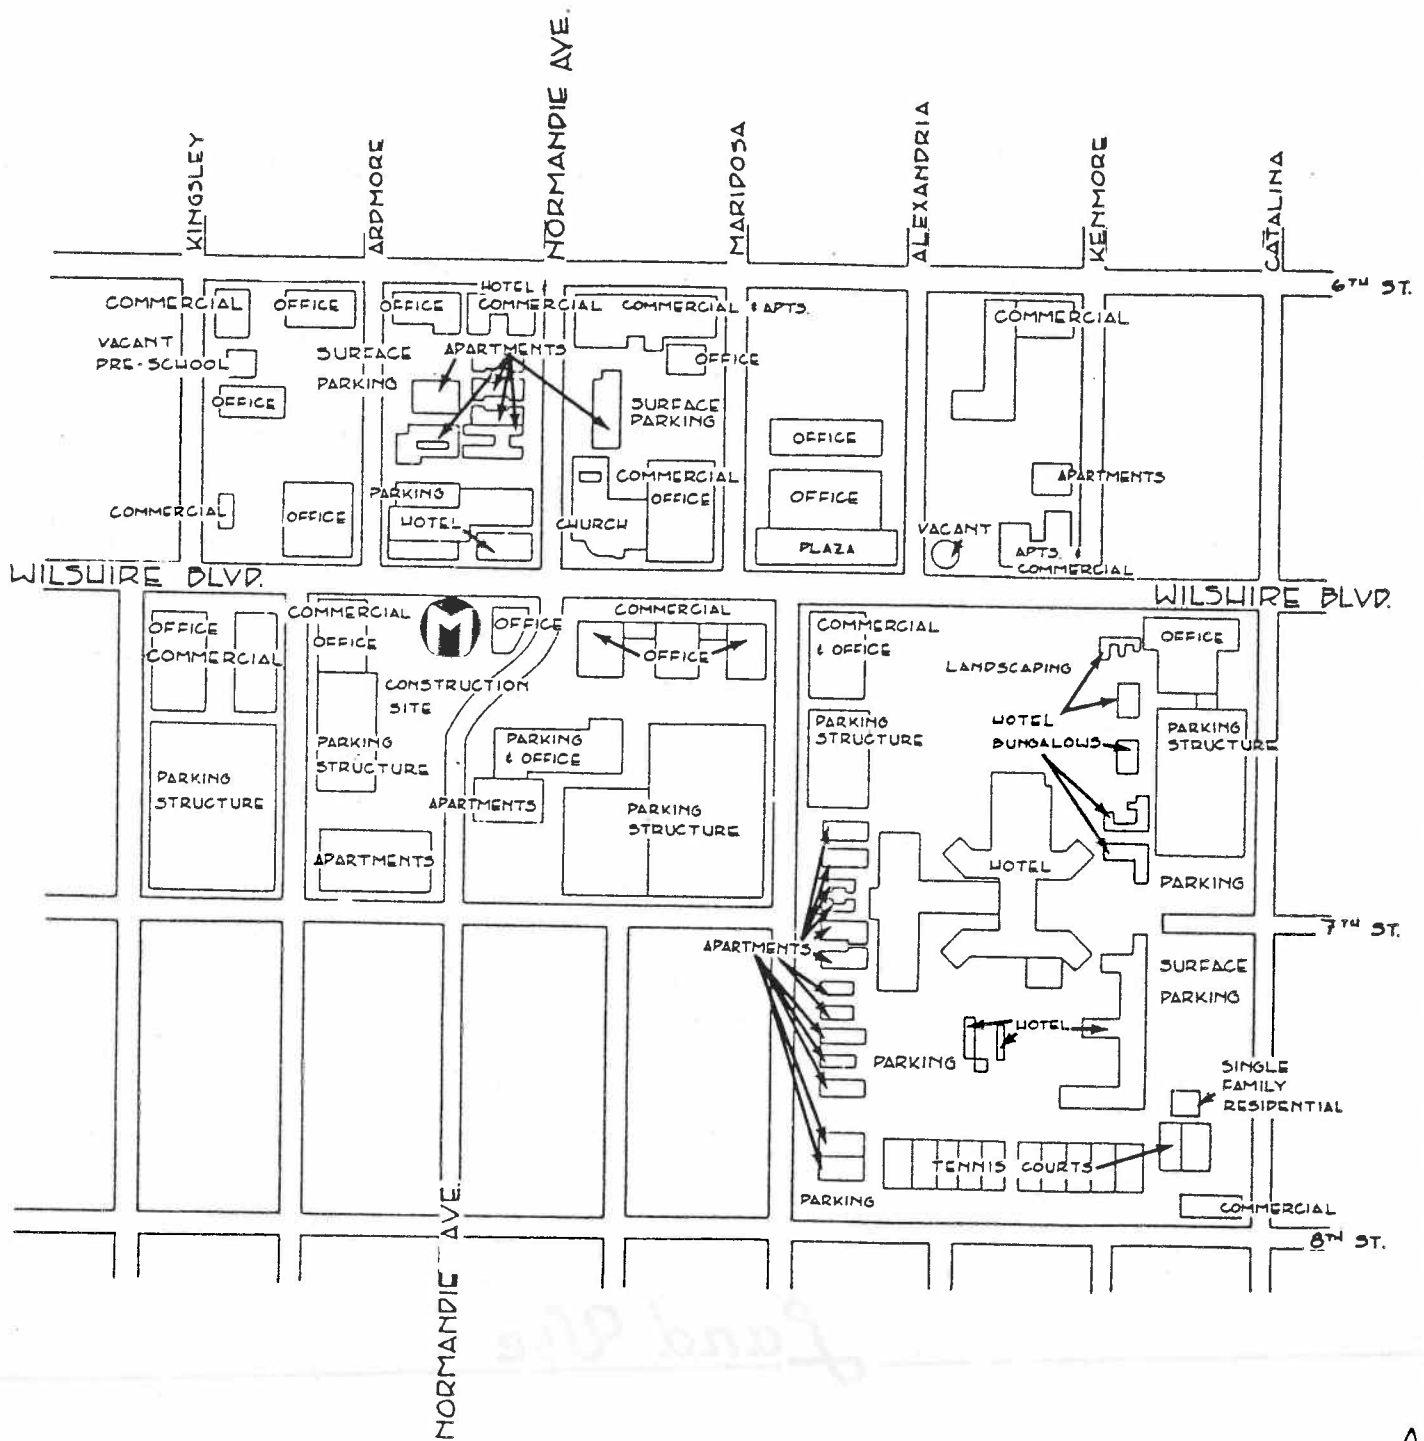 KINGSLEY
ARDMORE
NORMANDIE AVE.
MARIPOSA
ALEXANDRIA
KENMORE
CATALINA
6TH ST.
COMMERCIAL
OFFICE
OFFICE
HOTEL
COMMERCIAL
COMMERCIAL & APTS.
COMMERCIAL
VACANT
PRE-SCHOOL
SURFACE
PARKING
APARTMENTS
OFFICE
OFFICE
SURFACE
PARKING
OFFICE
COMMERCIAL
OFFICE
OFFICE
APARTMENTS
COMMERCIAL
OFFICE
PARKING
HOTEL
CHURCH
PLAZA
VACANT
APTS. &
COMMERCIAL
WILSHIRE BLVD.
WILSHIRE BLVD.
OFFICE
COMMERCIAL
COMMERCIAL
OFFICE
M
OFFICE
COMMERCIAL
OFFICE
COMMERCIAL
& OFFICE
LANDSCAPING
OFFICE
CONSTRUCTION
SITE
PARKING
STRUCTURE
PARKING
STRUCTURE
PARKING
& OFFICE
PARKING
STRUCTURE
HOTEL
BUNGALOWS
PARKING
STRUCTURE
APARTMENTS
PARKING
STRUCTURE
APARTMENTS
HOTEL
PARKING
7TH ST.
APARTMENTS
SURFACE
PARKING
HOTEL
PARKING
SINGLE
FAMILY
RESIDENTIAL
TENNIS COURTS
PARKING
COMMERCIAL
8TH ST.
NORMANDIE AVE.
Land Use